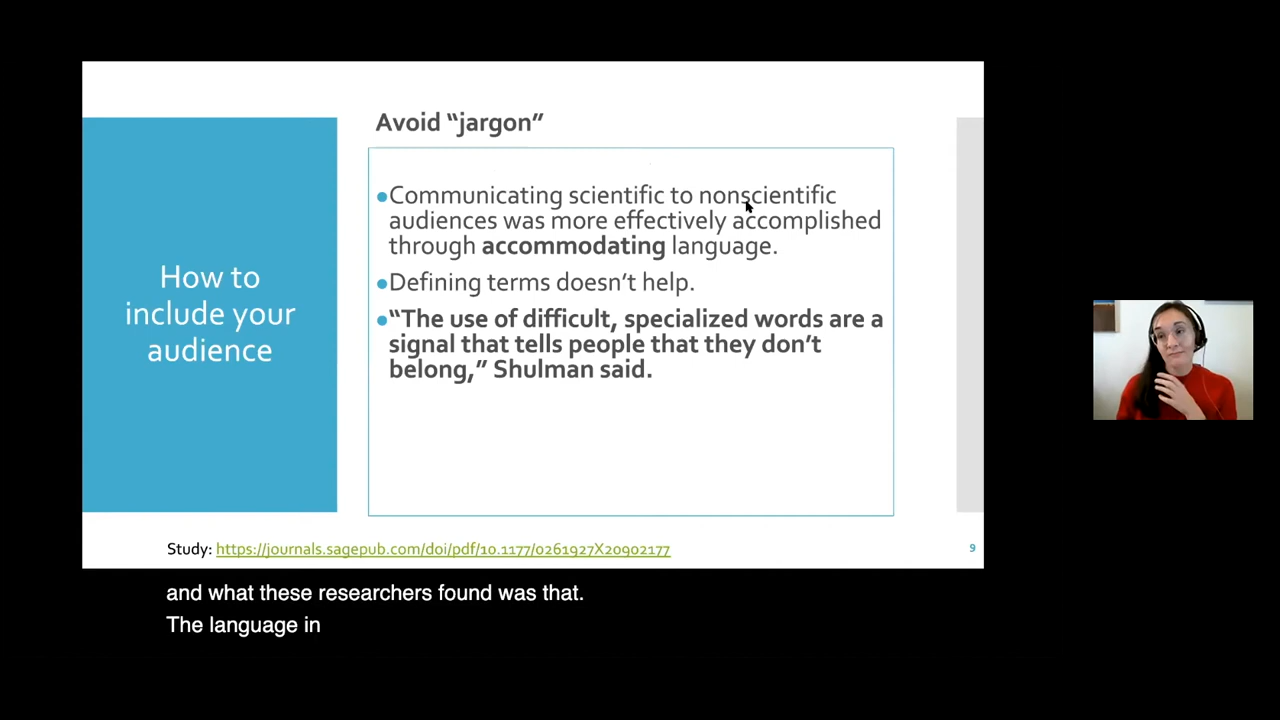 Avoid “jargon”
How to
include your
audience
●Communicating scientific to nonscientific
audiences was more effectively accomplished
through accommodating language.
●Defining terms doesn’t help.
●“The use of difficult, specialized words are a
signal that tells people that they don’t
belong,” Shulman said.
Study: https://journals.sagepub.com/doi/pdf/10.1177/0261927X20902177
9
and what these researchers found was that.
The language in